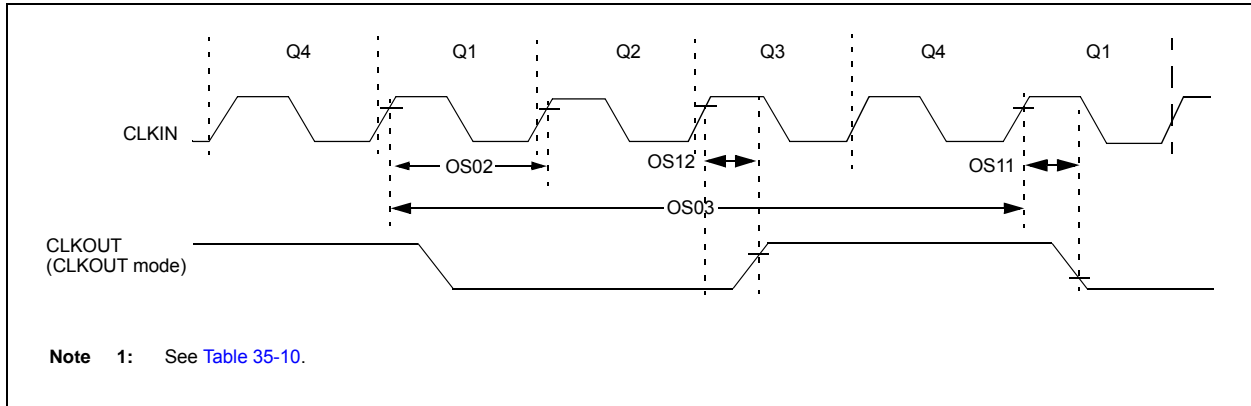 Q4 Q1 Q2 Q3 Q4 Q1
CLKIN
OS02
OS12
OS11
OS03
CLKOUT
(CLKOUT mode)
Note 1: See Table 35-10.